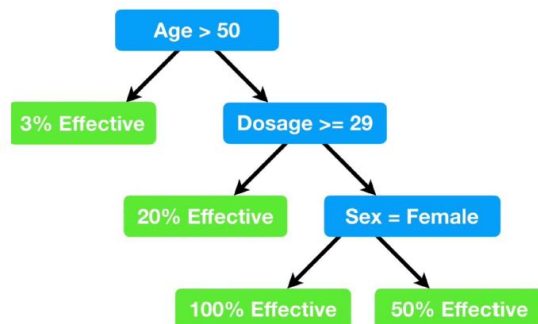 Age > 50
3% Effective
Dosage >= 29
20% Effective
Sex = Female
100% Effective
50% Effective